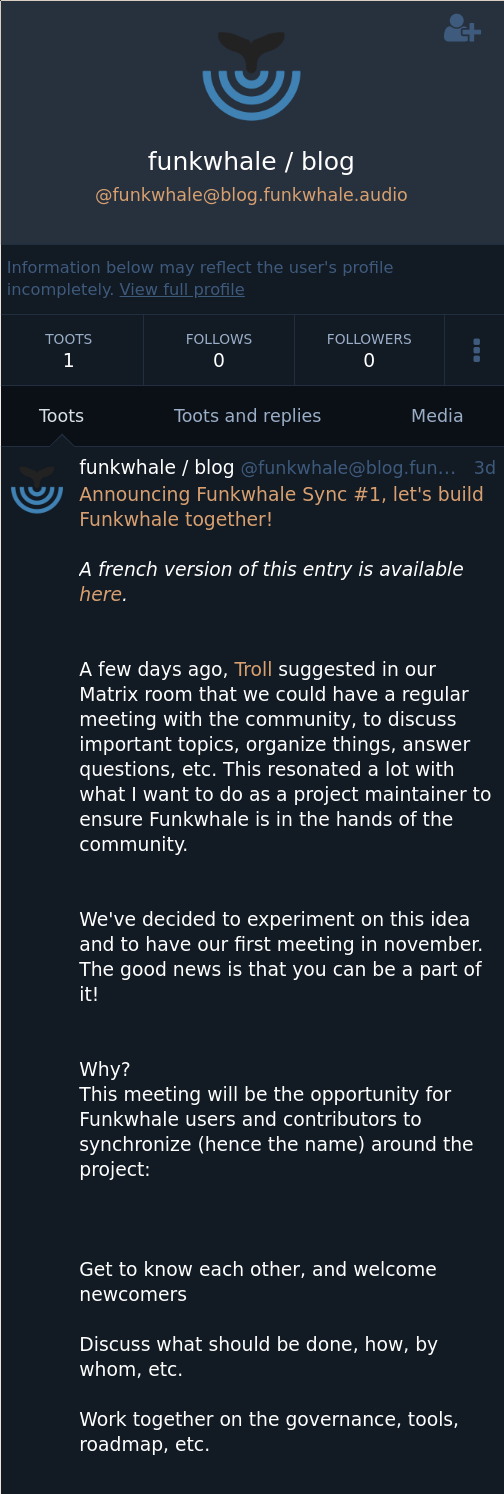 funkwhale / blog
@funkwhale@blog.funkwhale.audio
Information below may reflect the user's profile
incompletely. View full profile
TOOTS
1
FOLLOWS
0
FOLLOWERS
0
Toots
Toots and replies
Media
funkwhale / blog @funkwhale@blog.fun... 3d
Announcing Funkwhale Sync #1, let's build
Funkwhale together!
A french version of this entry is available
here.
A few days ago, Troll suggested in our
Matrix room that we could have a regular
meeting with the community, to discuss
important topics, organize things, answer
questions, etc. This resonated a lot with
what I want to do as a project maintainer to
ensure Funkwhale is in the hands of the
community.
We've decided to experiment on this idea
and to have our first meeting in november.
The good news is that you can be a part of
it!
Why?
This meeting will be the opportunity for
Funkwhale users and contributors to
synchronize (hence the name) around the
project:
Get to know each other, and welcome
newcomers
Discuss what should be done, how, by
whom, etc.
Work together on the governance, tools,
roadmap, etc.